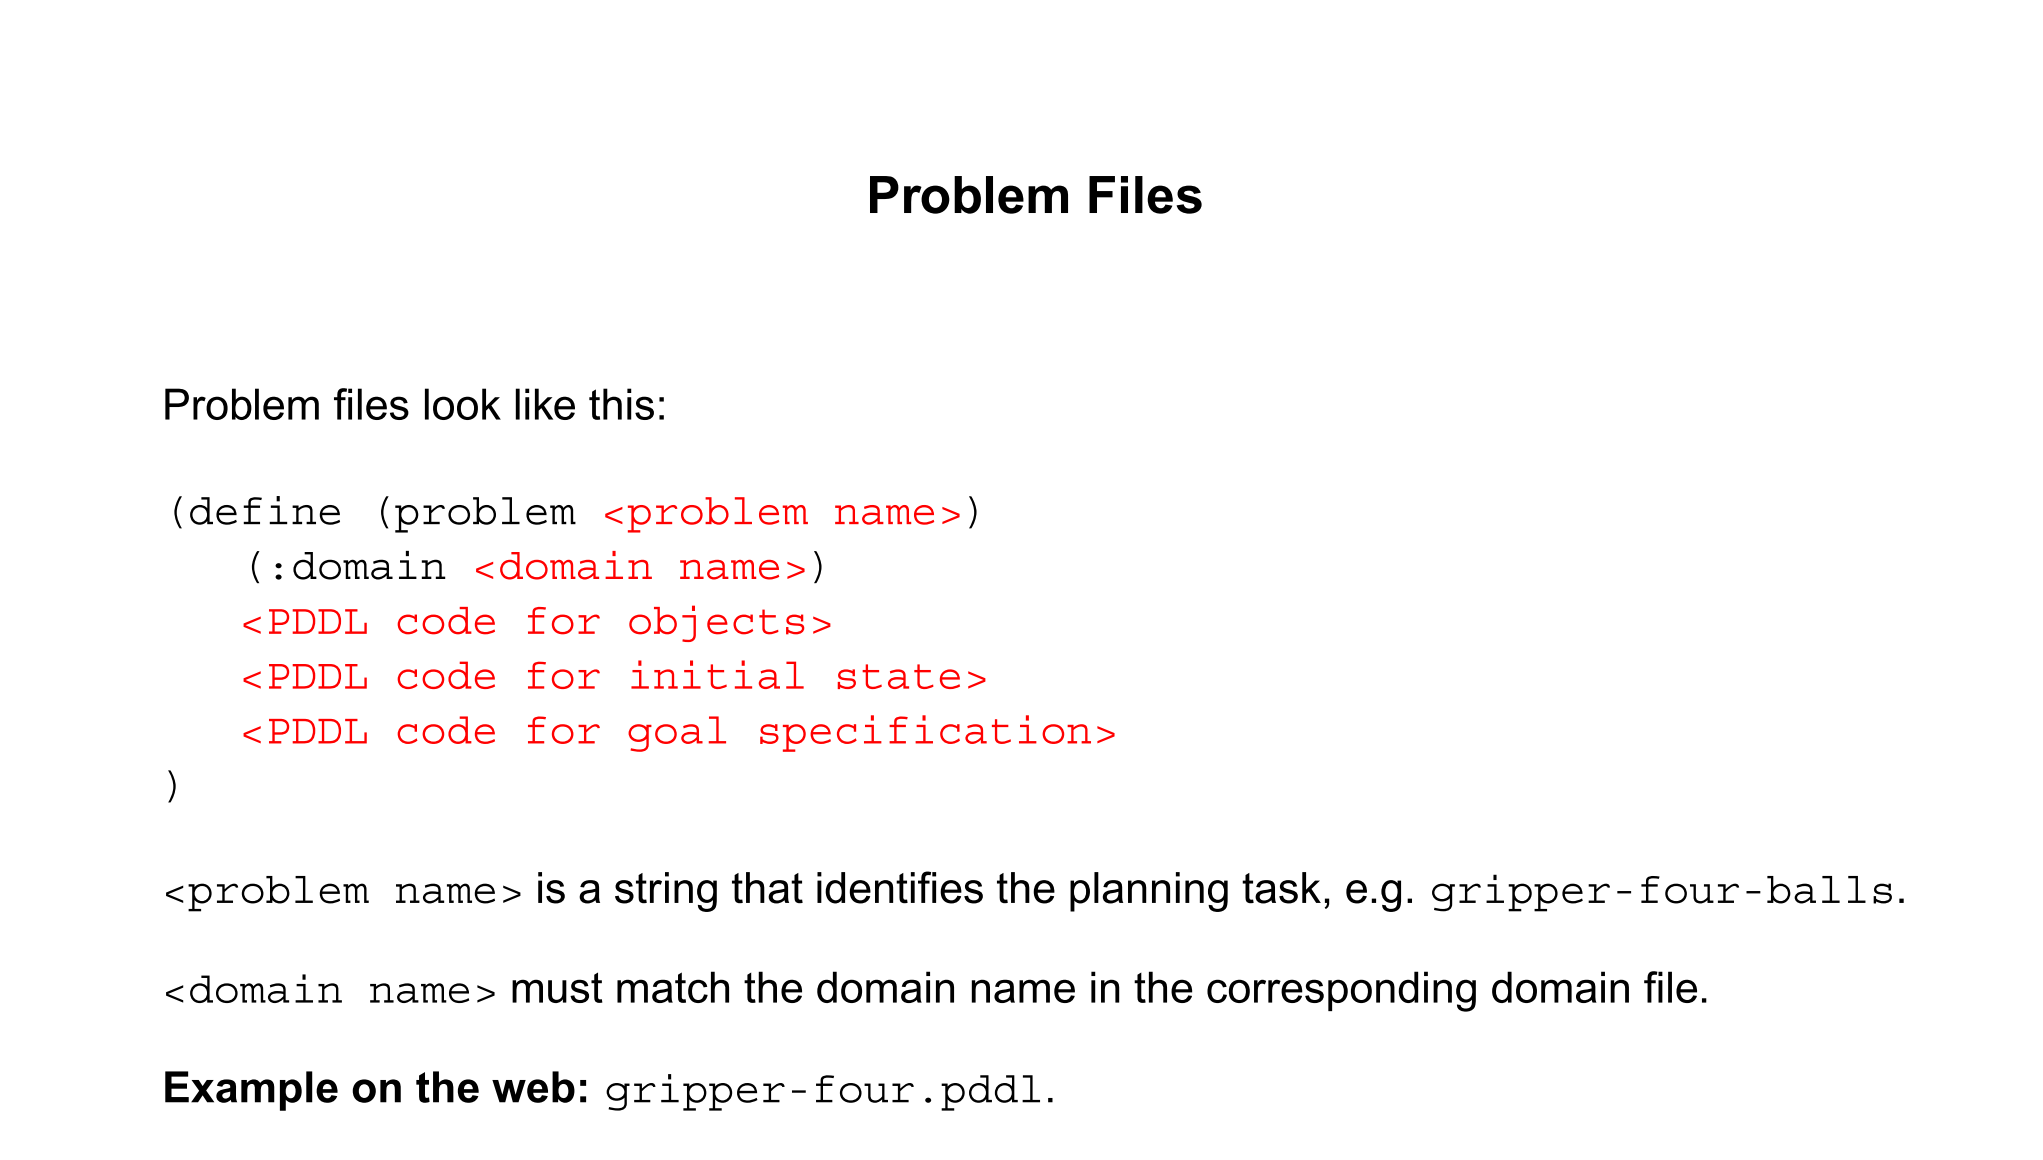 Problem Files
Problem files look like this:
(define (problem <problem name>)
   (:domain <domain name>)
   <PDDL code for objects>
   <PDDL code for initial state>
   <PDDL code for goal specification>
)
<problem name> is a string that identifies the planning task, e.g. gripper-four-balls.
<domain name> must match the domain name in the corresponding domain file.
Example on the web: gripper-four.pddl.